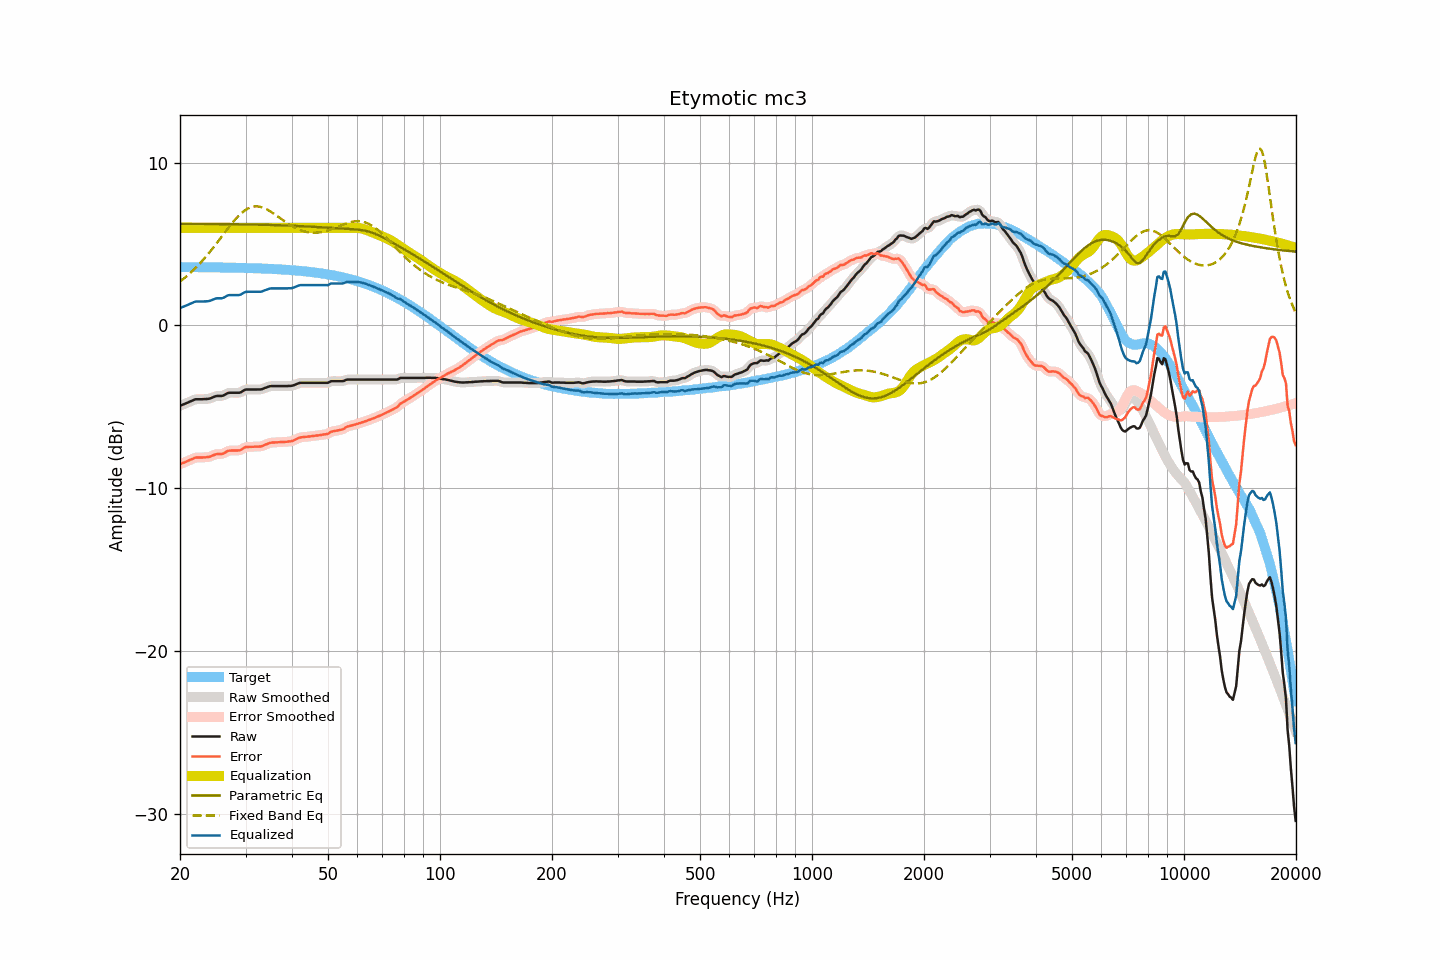 Etymotic mc3
10
0
−10
−20
−30
Amplitude (dBr)
Target
Raw Smoothed
Error Smoothed
Raw
Error
Equalization
Parametric Eq
Fixed Band Eq
Equalized
20 50 100 200 500 1000 2000 5000 10000 20000
Frequency (Hz)